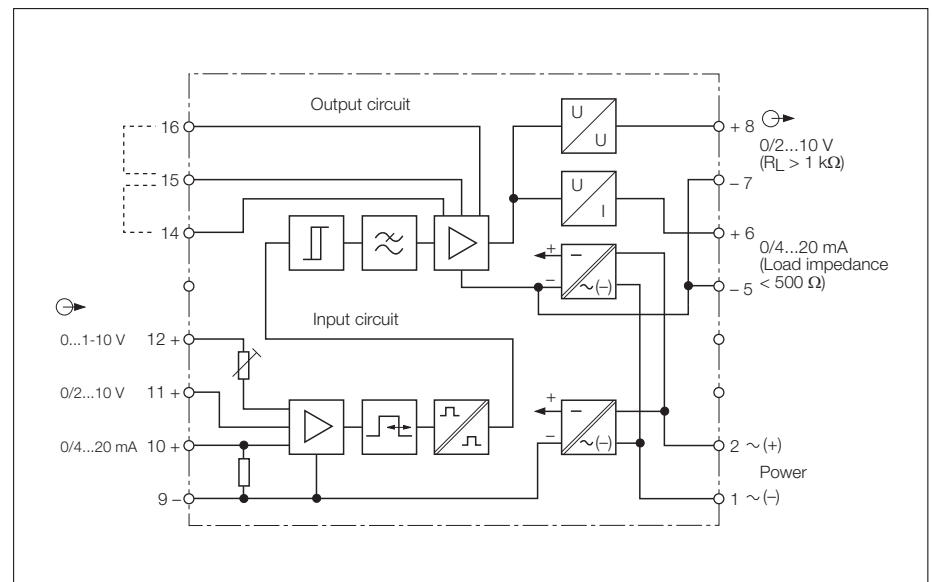 Output circuit
16
15
14
U
U
U
I
+ 8
0/2...10 V
(RL > 1 kΩ)
– 7
+ 6
0/4...20 mA
(Load impedance
< 500 Ω)
– 5
+
–
–
~(–)
Input circuit
0...1-10 V 12 +
0/2...10 V 11 +
0/4...20 mA 10 +
9 –
+
–
–
~(–)
2 ~(+)
Power
1 ~(–)